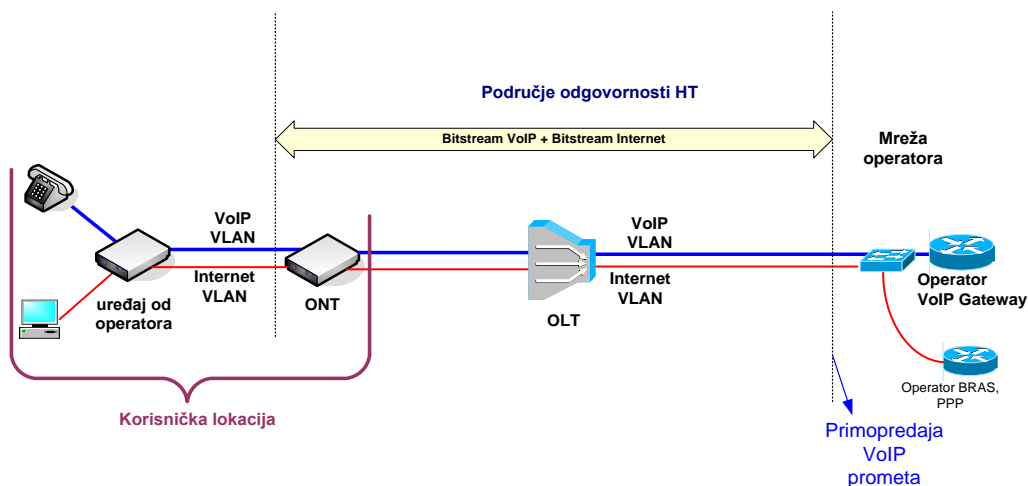 Područje odgovornosti HT
Bitstream VoIP + Bitstream Internet
Mreža
operatora
VoIP
VLAN
Internet
VLAN
uređaj od
operatora
ONT
OLT
VoIP
VLAN
Internet
VLAN
Operator
VoIP Gateway
Operator BRAS,
PPP
Korisnička lokacija
Primopredaja
VoIP
prometa